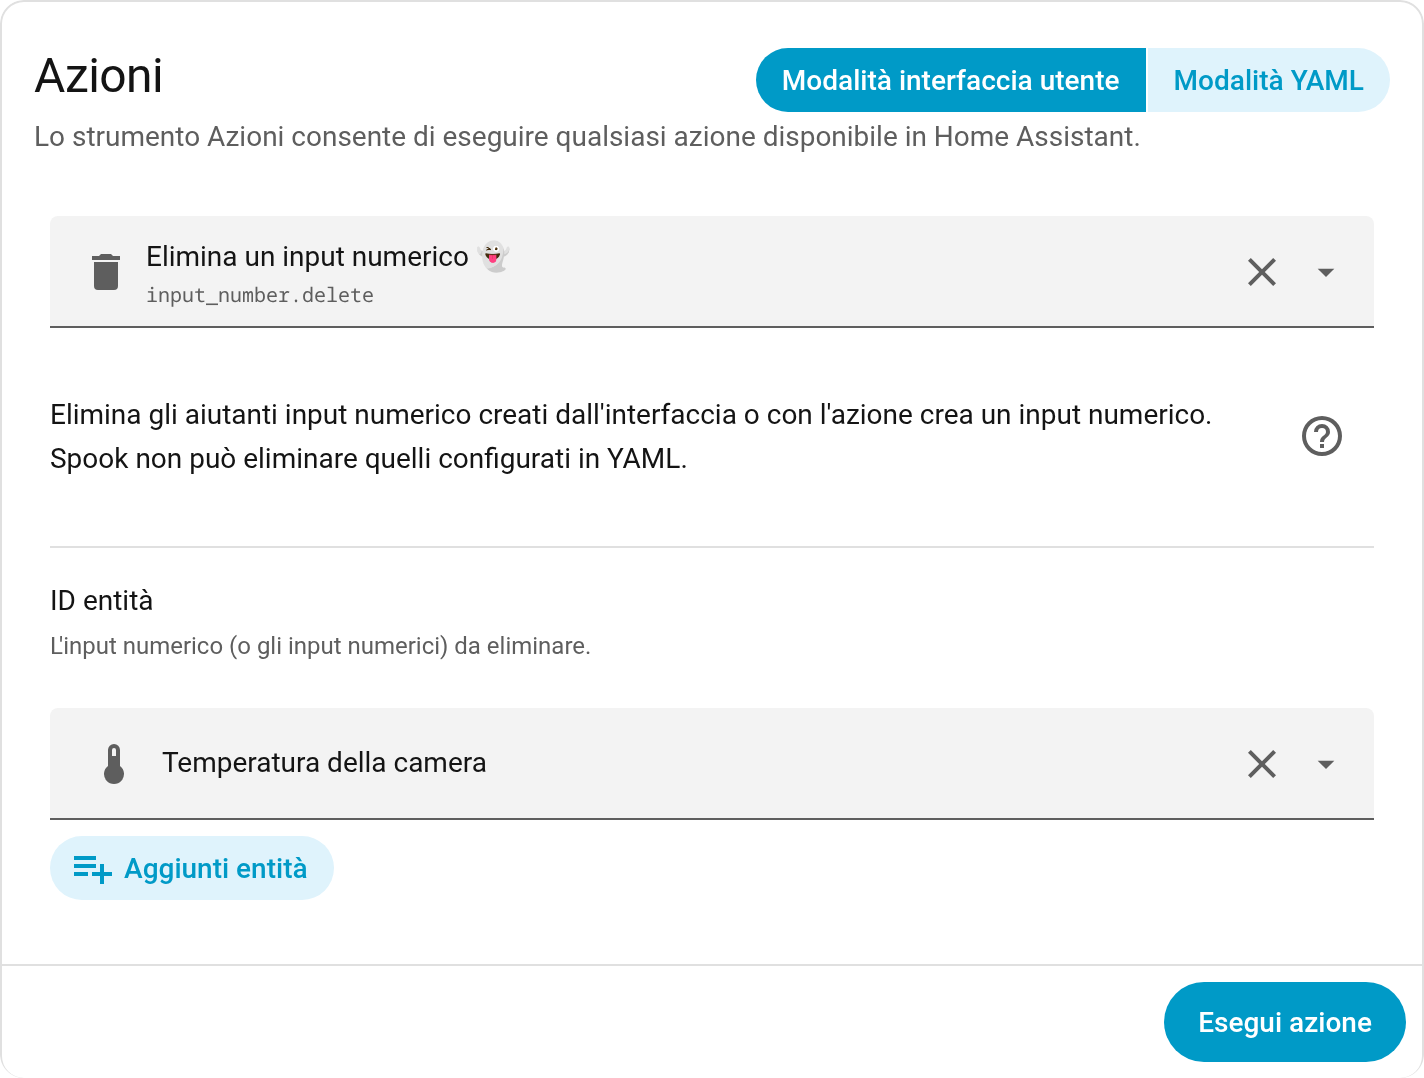 Azioni
Modalità interfaccia utente
Modalità YAML
Lo strumento Azioni consente di eseguire qualsiasi azione disponibile in Home Assistant.
Elimina un input numerico 👻
input_number.delete
Elimina gli aiutanti input numerico creati dall'interfaccia o con l'azione crea un input numerico.
Spook non può eliminare quelli configurati in YAML.
ID entità
L'input numerico (o gli input numerici) da eliminare.
Temperatura della camera
Aggiunti entità
Esegui azione